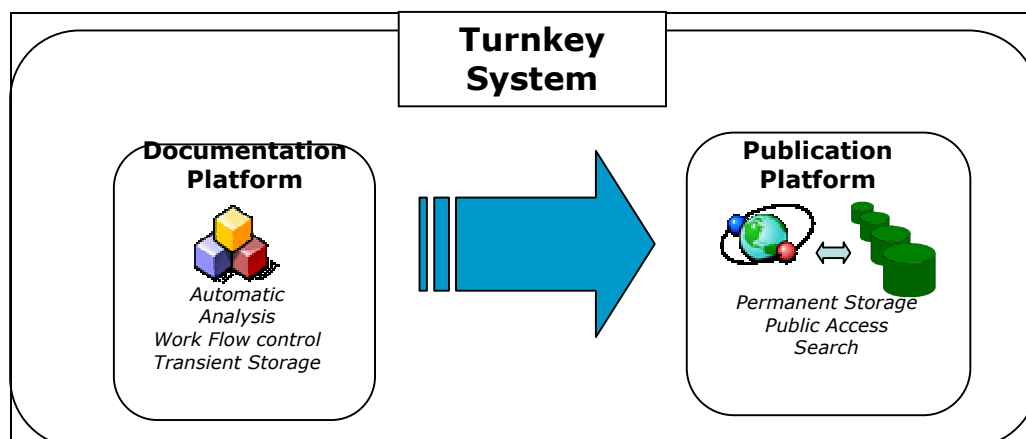 Turnkey
System
Documentation
Platform
Automatic
Analysis
Work Flow control
Transient Storage
Publication
Platform
Permanent Storage
Public Access
Search